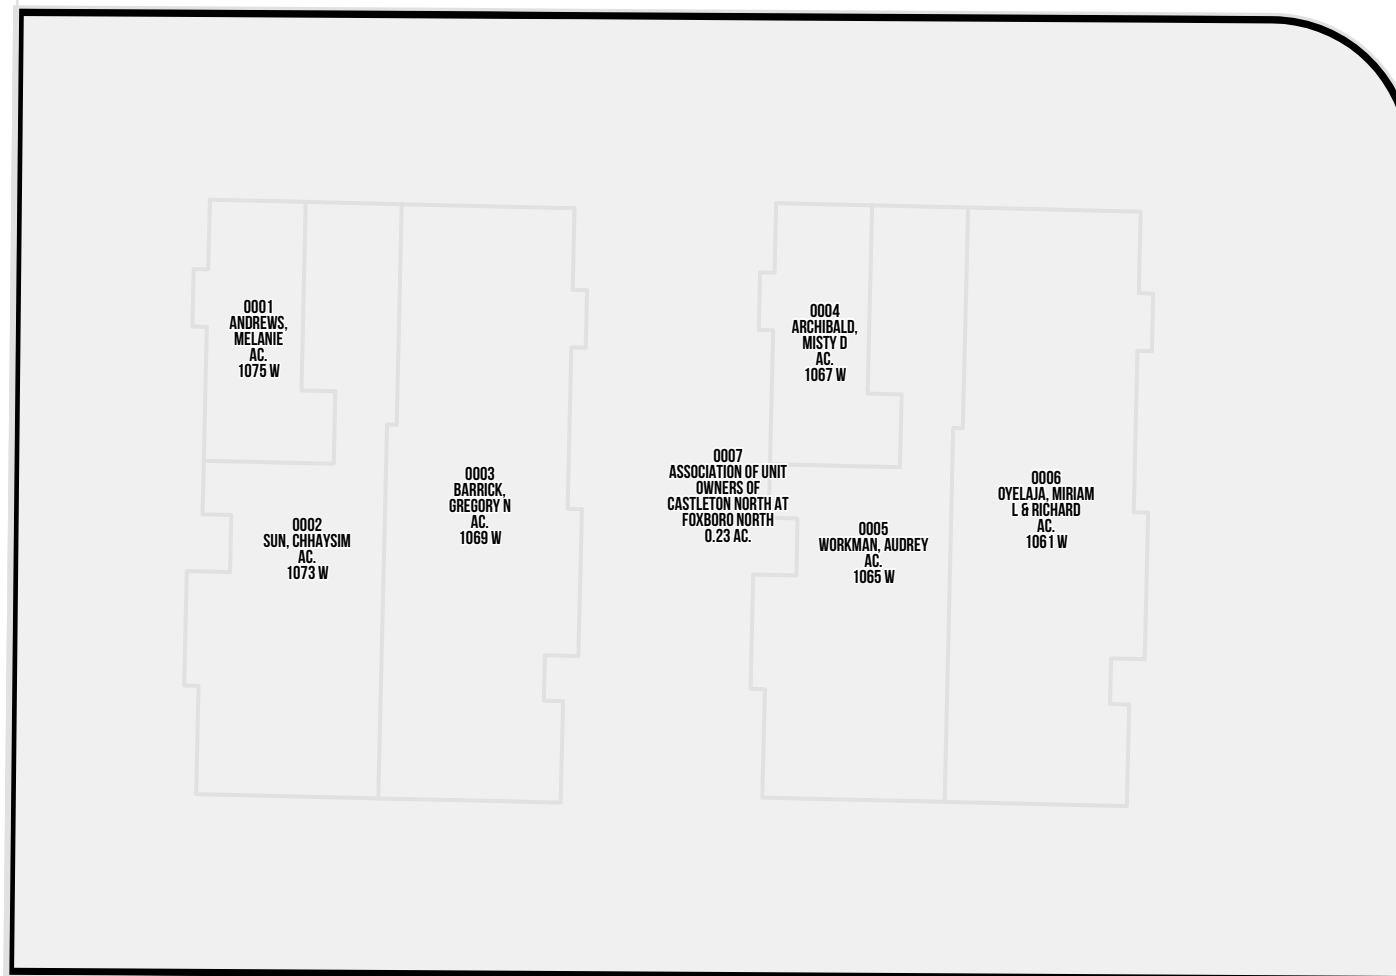 0001
ANDREWS,
MELANIE
AC.
1075 W
0004
ARCHIBALD,
MISTY D
AC.
1067 W
0007
ASSOCIATION OF UNIT
OWNERS OF
CASTLETON NORTH AT
FOXBORO NORTH
0.23 AC.
0003
BARRICK,
GREGORY N
AC.
1069 W
0006
OYELAJA, MIRIAM
L & RICHARD
AC.
1061 W
0002
SUN, CHHAYSIM
AC.
1073 W
0005
WORKMAN, AUDREY
AC.
1065 W